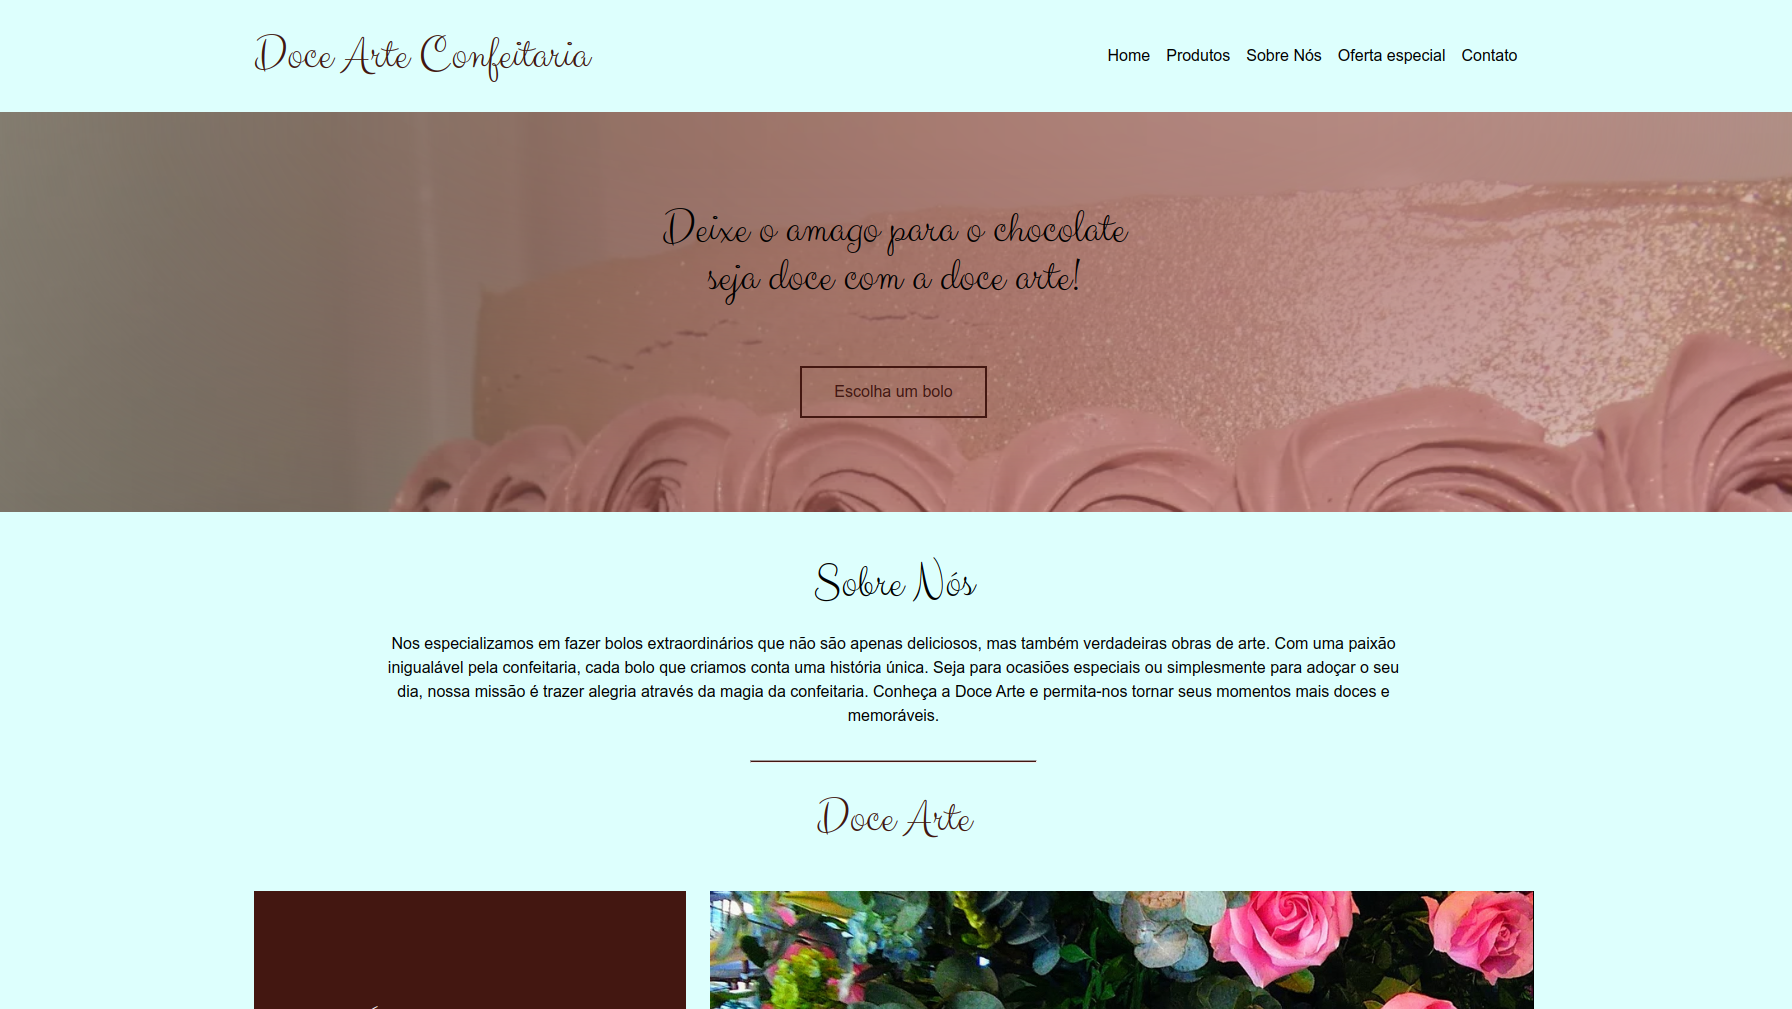 Doce Arte Confeitaria
Home Produtos Sobre Nós Oferta especial Contato
Deixe o amago para o chocolate
seja doce com a doce arte!
Escolha um bolo
Sobre Nós
Nos especializamos em fazer bolos extraordinários que não são apenas deliciosos, mas também verdadeiras obras de arte. Com uma paixão
inigualável pela confeitaria, cada bolo que criamos conta uma história única. Seja para ocasiões especiais ou simplesmente para adoçar o seu
dia, nossa missão é trazer alegria através da magia da confeitaria. Conheça a Doce Arte e permita-nos tornar seus momentos mais doces e
memoráveis.
Doce Arte